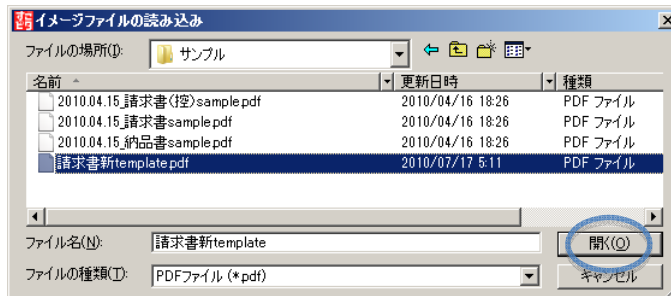 イメージファイルの読み込み
ファイルの場所(I): サンプル
名前 更新日時 種類
2010.04.15_請求書(控)sample.pdf 2010/04/16 18:26 PDF ファイル
2010.04.15_請求書sample.pdf 2010/04/16 18:26 PDF ファイル
2010.04.15_納品書sample.pdf 2010/04/16 18:26 PDF ファイル
請求書新template.pdf 2010/07/17 5:11 PDF ファイル
ファイル名(N): 請求書新template 開く(O)
ファイルの種類(T): PDFファイル (*.pdf) キャンセル